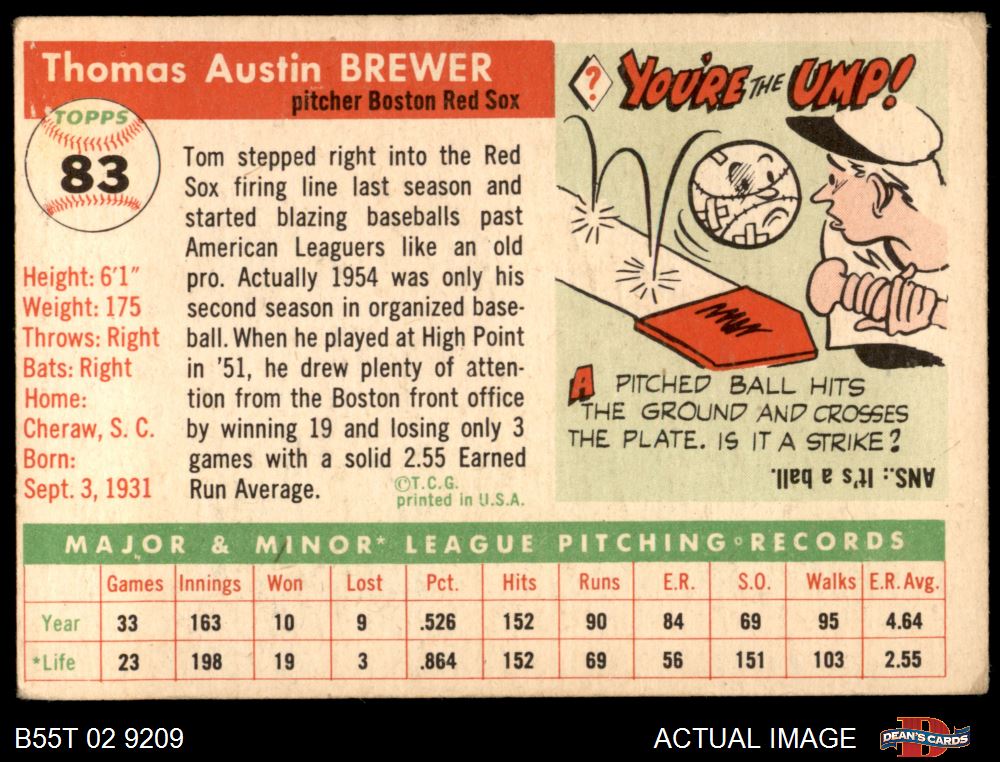 Thomas Austin BREWER
pitcher Boston Red Sox
TOPPS
83
Height: 6'1"
Weight: 175
Throws: Right
Bats: Right
Home:
Cheraw, S. C.
Born:
Sept. 3, 1931
Tom stepped right into the Red
Sox firing line last season and
started blazing baseballs past
American Leaguers like an old
pro. Actually 1954 was only his
second season in organized base-
ball. When he played at High Point
in '51, he drew plenty of atten-
tion from the Boston front office
by winning 19 and losing only 3
games with a solid 2.55 Earned
Run Average.
©T.C.G.
printed in U.S.A.
? YOU'RE THE UMP!
A PITCHED BALL HITS
THE GROUND AND CROSSES
THE PLATE. IS IT A STRIKE?
ANS.: It's a ball.
MAJOR & MINOR* LEAGUE PITCHING RECORDS
Games Innings Won Lost Pct. Hits Runs E.R. S.O. Walks E.R. Avg.
Year 33 163 10 9 .526 152 90 84 69 95 4.64
*Life 23 198 19 3 .864 152 69 56 151 103 2.55
B55T 02 9209
ACTUAL IMAGE
DEAN'S CARDS